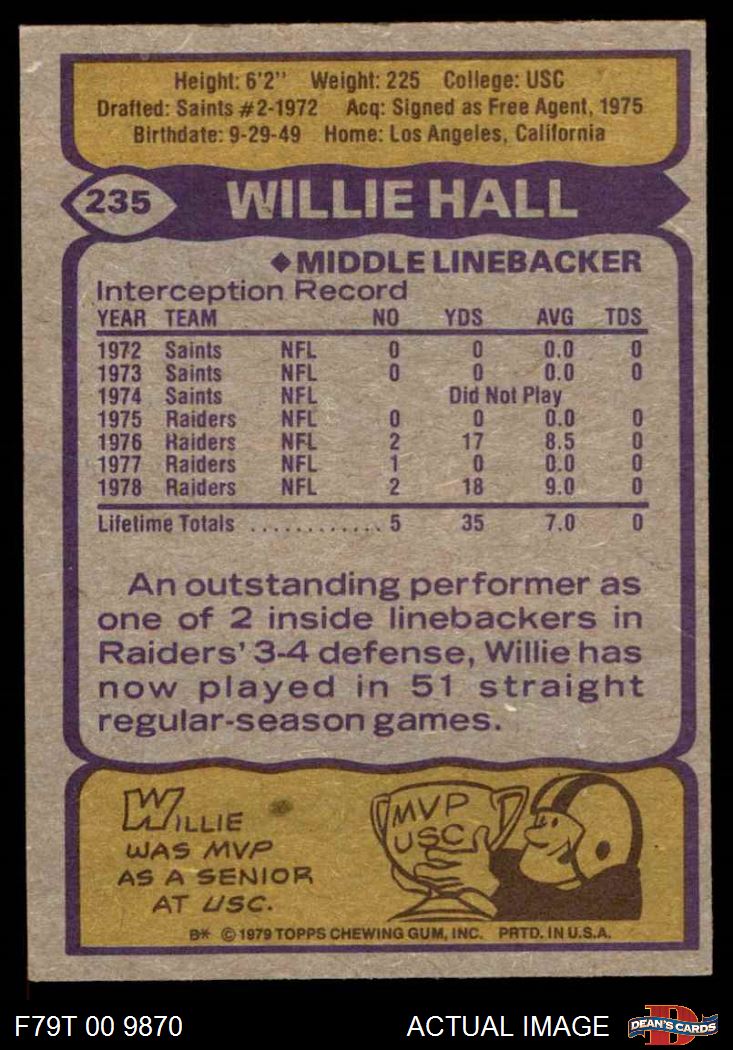 Height: 6'2" Weight: 225 College: USC
Drafted: Saints #2-1972 Acq: Signed as Free Agent, 1975
Birthdate: 9-29-49 Home: Los Angeles, California
235 WILLIE HALL
◆MIDDLE LINEBACKER
Interception Record
YEAR TEAM NO YDS AVG TDS
1972 Saints NFL 0 0 0.0 0
1973 Saints NFL 0 0 0.0 0
1974 Saints NFL Did Not Play
1975 Raiders NFL 0 0 0.0 0
1976 Raiders NFL 2 17 8.5 0
1977 Raiders NFL 1 0 0.0 0
1978 Raiders NFL 2 18 9.0 0
Lifetime Totals ............ 5 35 7.0 0
An outstanding performer as
one of 2 inside linebackers in
Raiders' 3-4 defense, Willie has
now played in 51 straight
regular-season games.
WILLIE
WAS MVP
AS A SENIOR
AT USC.
MVP
USC
B* © 1979 TOPPS CHEWING GUM, INC. PRTD. IN U.S.A.
F79T 00 9870 ACTUAL IMAGE D DEAN'S CARDS